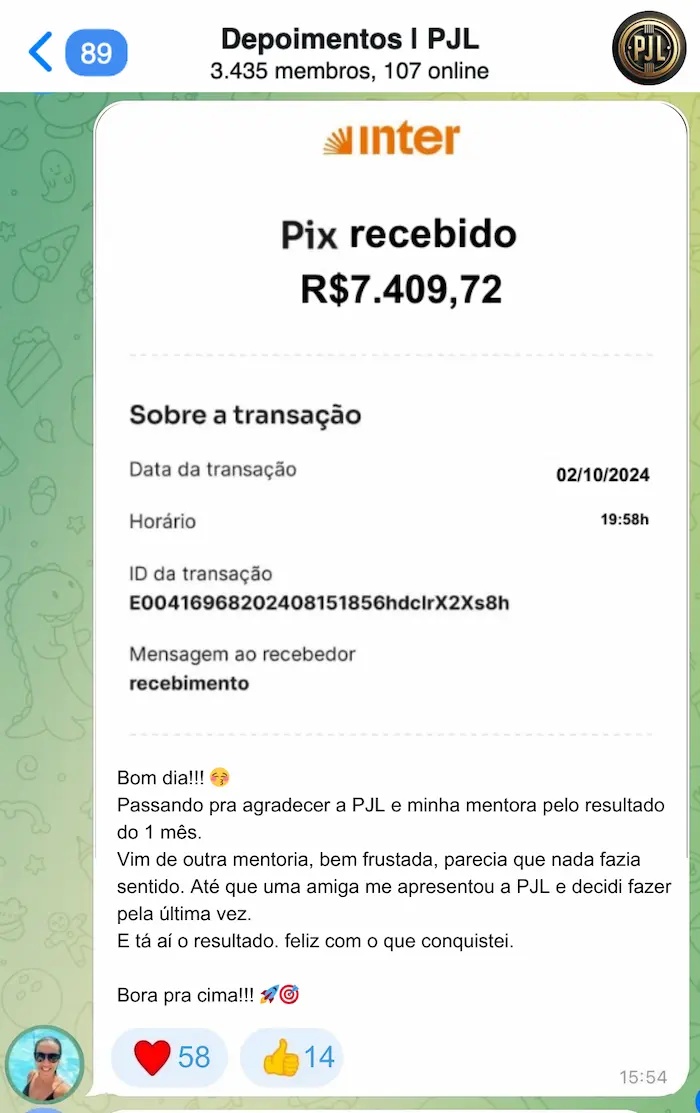 89
Depoimentos | PJL
3.435 membros, 107 online
PJL
inter
Pix recebido
R$7.409,72
Sobre a transação
Data da transação
02/10/2024
Horário
19:58h
ID da transação
E00416968202408151856hdclrX2Xs8h
Mensagem ao recebedor
recebimento
Bom dia!!! 😚
Passando pra agradecer a PJL e minha mentora pelo resultado
do 1 mês.
Vim de outra mentoria, bem frustada, parecia que nada fazia
sentido. Até que uma amiga me apresentou a PJL e decidi fazer
pela última vez.
E tá aí o resultado. feliz com o que conquistei.
Bora pra cima!!! 🚀🎯
❤️ 58 👍 14
15:54